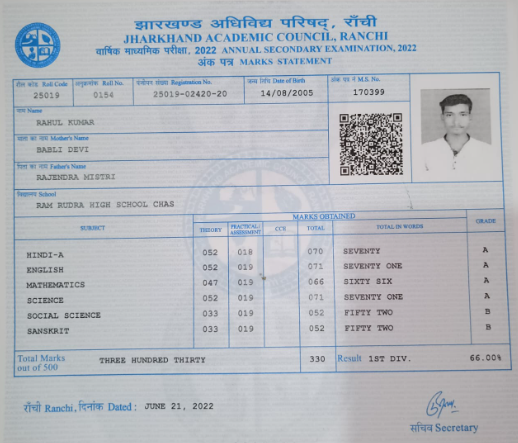 झारखण्ड अधिविद्य परिषद्, राँची
JHARKHAND ACADEMIC COUNCIL, RANCHI
वार्षिक माध्यमिक परीक्षा, 2022 ANNUAL SECONDARY EXAMINATION, 2022
अंक पत्र MARKS STATEMENT
रौल कोड Roll Code अनुक्रमांक Roll No. पंजीयन संख्या Registration No. जन्म तिथि Date of Birth अंक पत्र नं M.S. No.
25019 0154 25019-02420-20 14/08/2005 170399
नाम Name
RAHUL KUMAR
माता का नाम Mother's Name
BABLI DEVI
पिता का नाम Father's Name
RAJENDRA MISTRI
विद्यालय School
RAM RUDRA HIGH SCHOOL CHAS
MARKS OBTAINED
SUBJECT THEORY PRACTICAL/ ASSESSMENT CCE TOTAL TOTAL IN WORDS GRADE
HINDI-A 052 018 070 SEVENTY A
ENGLISH 052 019 071 SEVENTY ONE A
MATHEMATICS 047 019 066 SIXTY SIX A
SCIENCE 052 019 071 SEVENTY ONE A
SOCIAL SCIENCE 033 019 052 FIFTY TWO B
SANSKRIT 033 019 052 FIFTY TWO B
Total Marks out of 500 THREE HUNDRED THIRTY 330 Result 1ST DIV. 66.00%
राँची Ranchi, दिनांक Dated : JUNE 21, 2022
सचिव Secretary